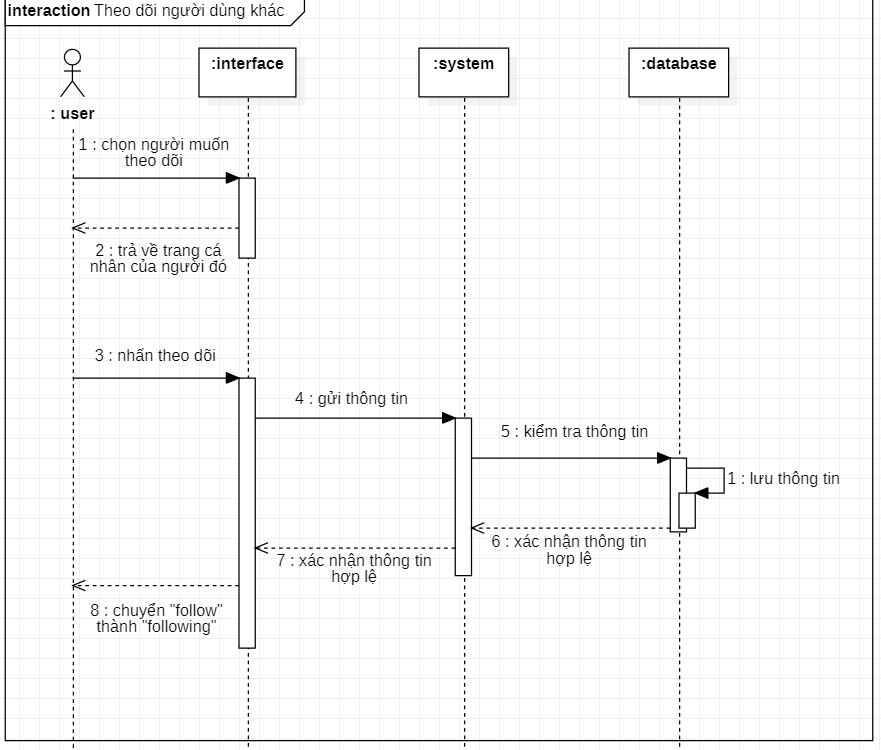 interaction Theo dõi người dùng khác
:interface
:system
:database
: user
1 : chọn người muốn
theo dõi
2 : trả về trang cá
nhân của người đó
3 : nhấn theo dõi
4 : gửi thông tin
5 : kiểm tra thông tin
1 : lưu thông tin
6 : xác nhận thông tin
hợp lệ
7 : xác nhận thông tin
hợp lệ
8 : chuyển "follow"
thành "following"